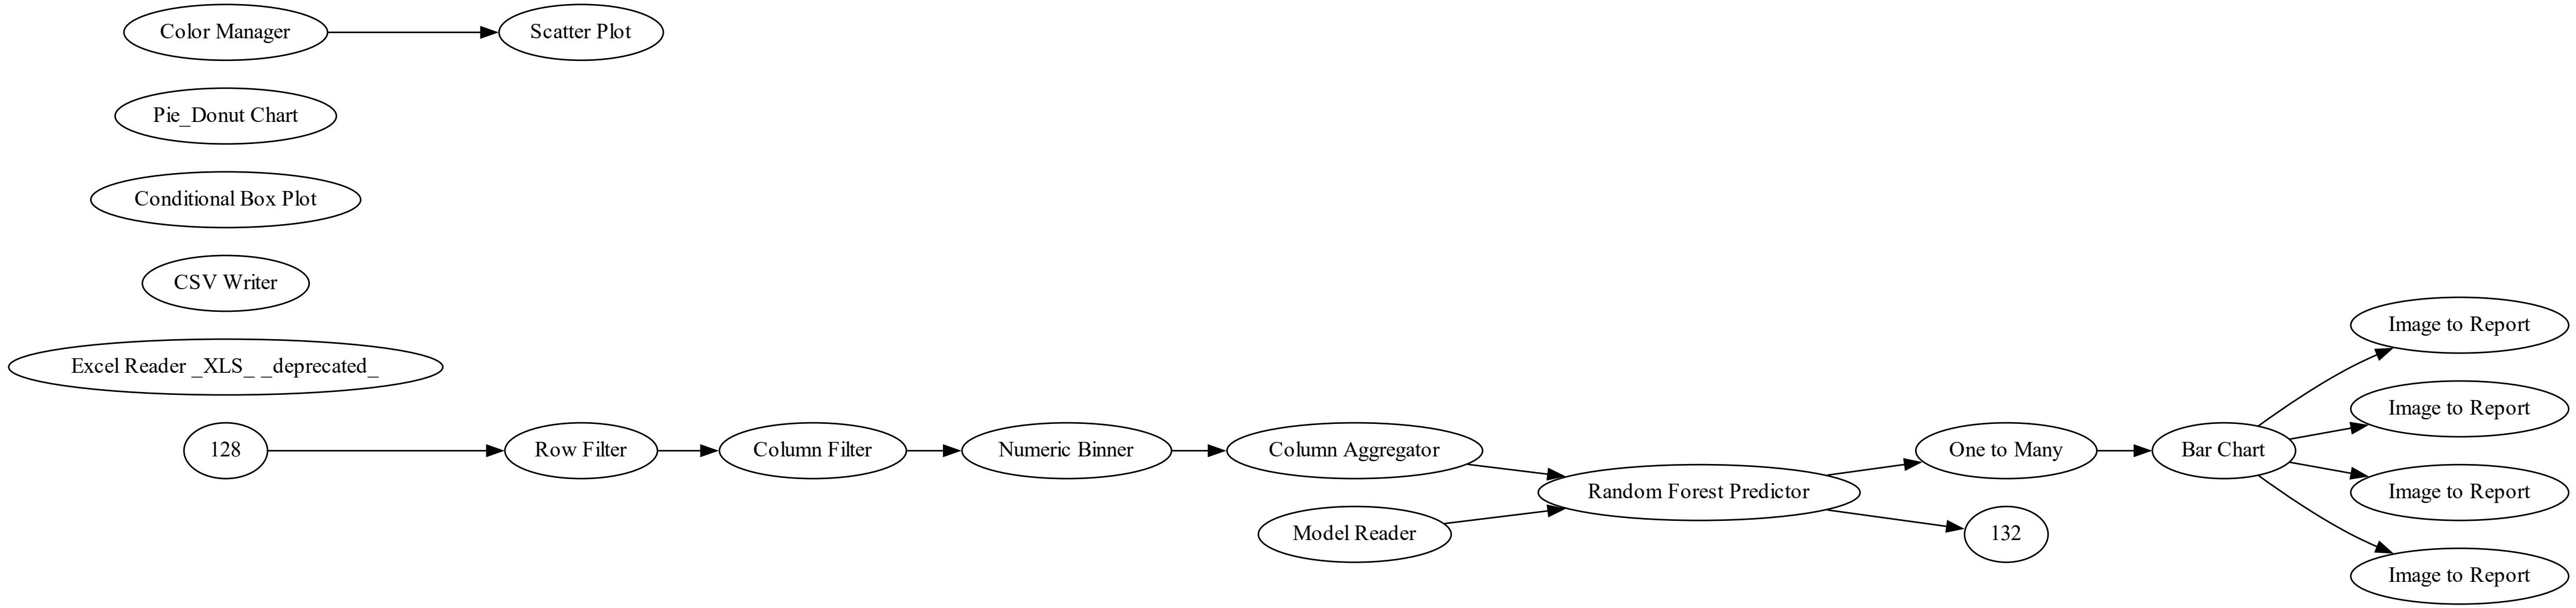 Color Manager
Scatter Plot
Pie_Donut Chart
Conditional Box Plot
CSV Writer
Excel Reader _XLS_ _deprecated_
128
Row Filter
Column Filter
Numeric Binner
Column Aggregator
Model Reader
Random Forest Predictor
One to Many
132
Bar Chart
Image to Report
Image to Report
Image to Report
Image to Report